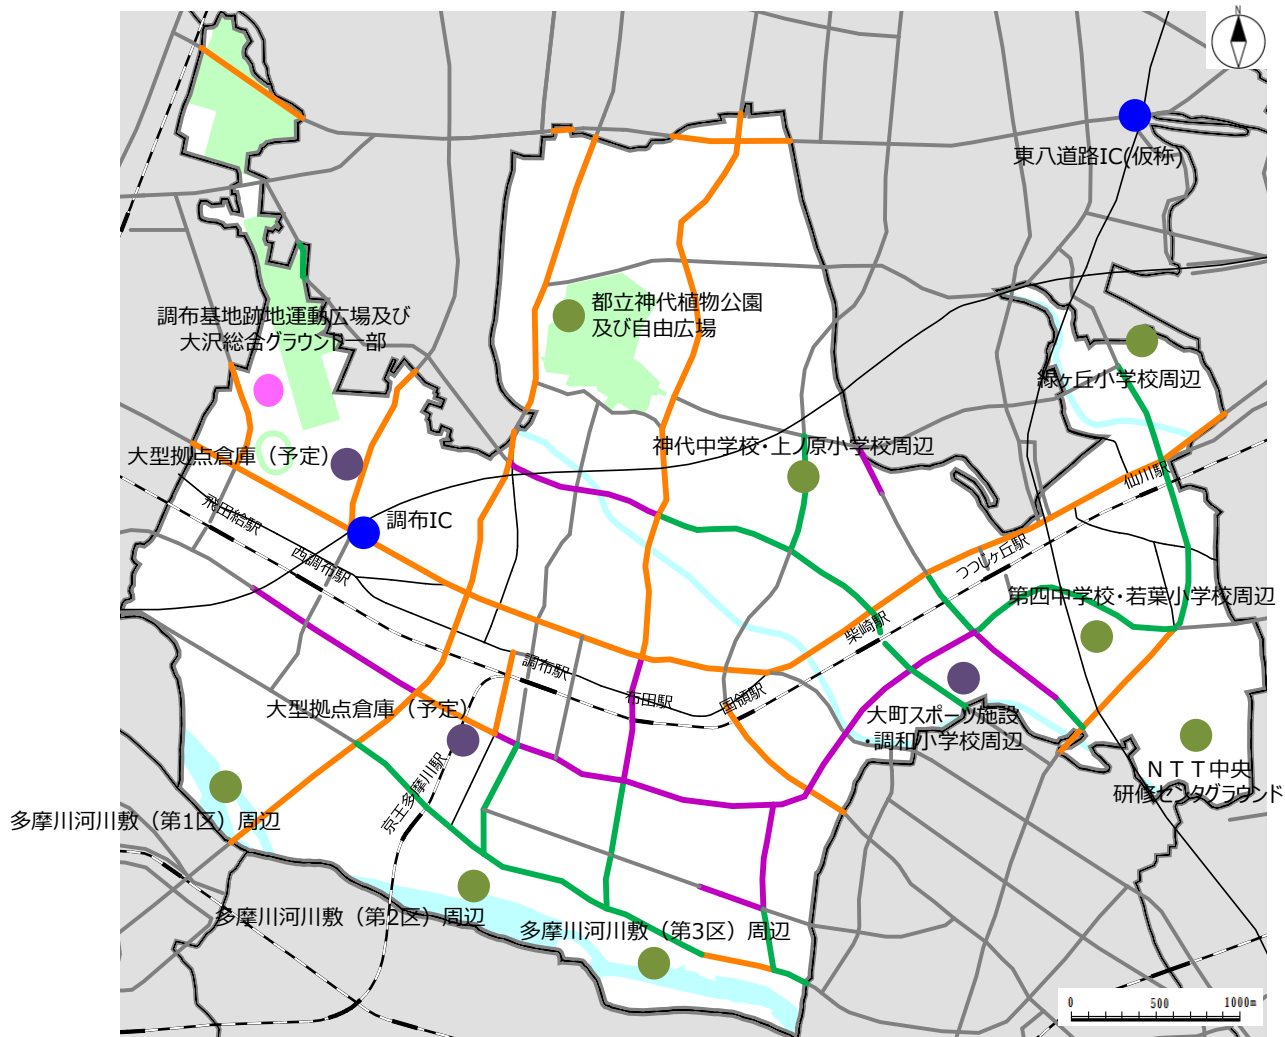 N
東八道路IC(仮称)
都立神代植物公園
及び自由広場
調布基地跡地運動広場及び
大沢総合グラウンド一部
緑ヶ丘小学校周辺
神代中学校・上ノ原小学校周辺
大型拠点倉庫（予定）
仙川駅
飛田給駅
調布IC
西調布駅
つつじヶ丘駅
第四中学校・若葉小学校周辺
柴崎駅
調布駅
布田駅
国領駅
大型拠点倉庫（予定）
大町スポーツ施設
・調和小学校周辺
京王多摩川駅
ＮＴＴ中央
研修センタグラウンド
多摩川河川敷（第1区）周辺
多摩川河川敷（第2区）周辺
多摩川河川敷（第3区）周辺
0 500 1000m